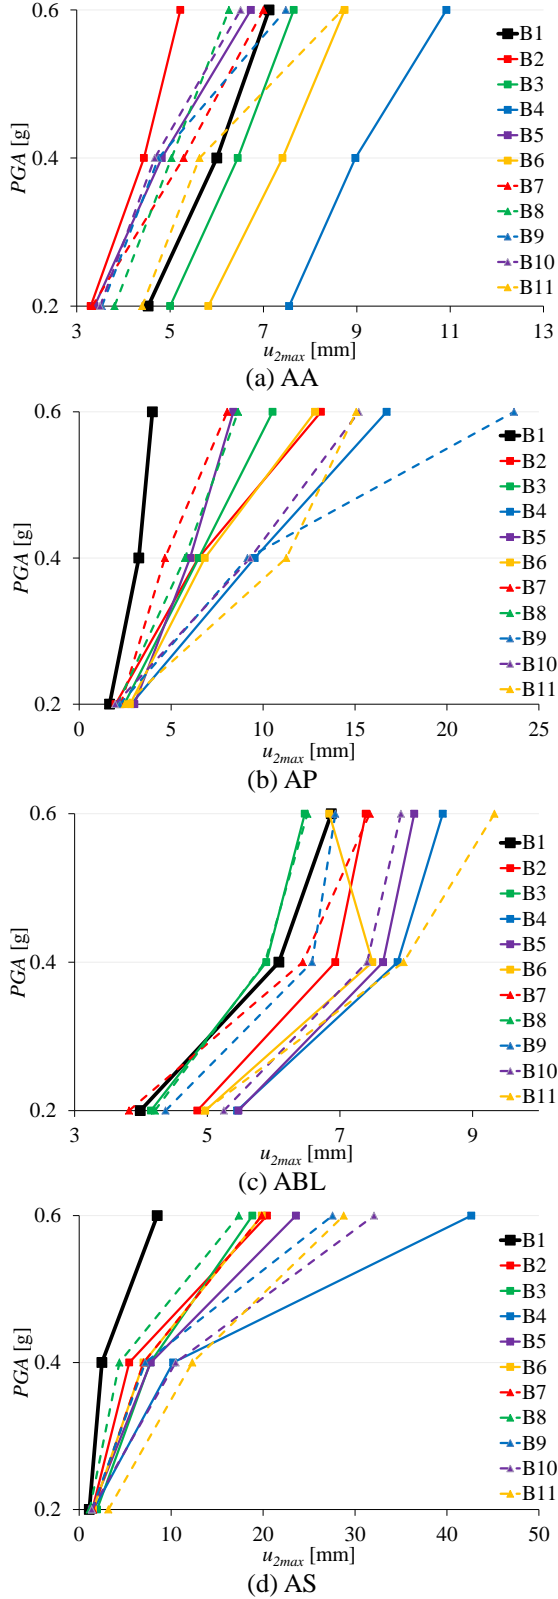 0.6
0.4
0.2
PGA [g]
3 5 7 9 11 13
u2max [mm]
B1
B2
B3
B4
B5
B6
B7
B8
B9
B10
B11
(a) AA
0.6
0.4
0.2
PGA [g]
0 5 10 15 20 25
u2max [mm]
B1
B2
B3
B4
B5
B6
B7
B8
B9
B10
B11
(b) AP
0.6
0.4
0.2
PGA [g]
3 5 7 9
u2max [mm]
B1
B2
B3
B4
B5
B6
B7
B8
B9
B10
B11
(c) ABL
0.6
0.4
0.2
PGA [g]
0 10 20 30 40 50
u2max [mm]
B1
B2
B3
B4
B5
B6
B7
B8
B9
B10
B11
(d) AS